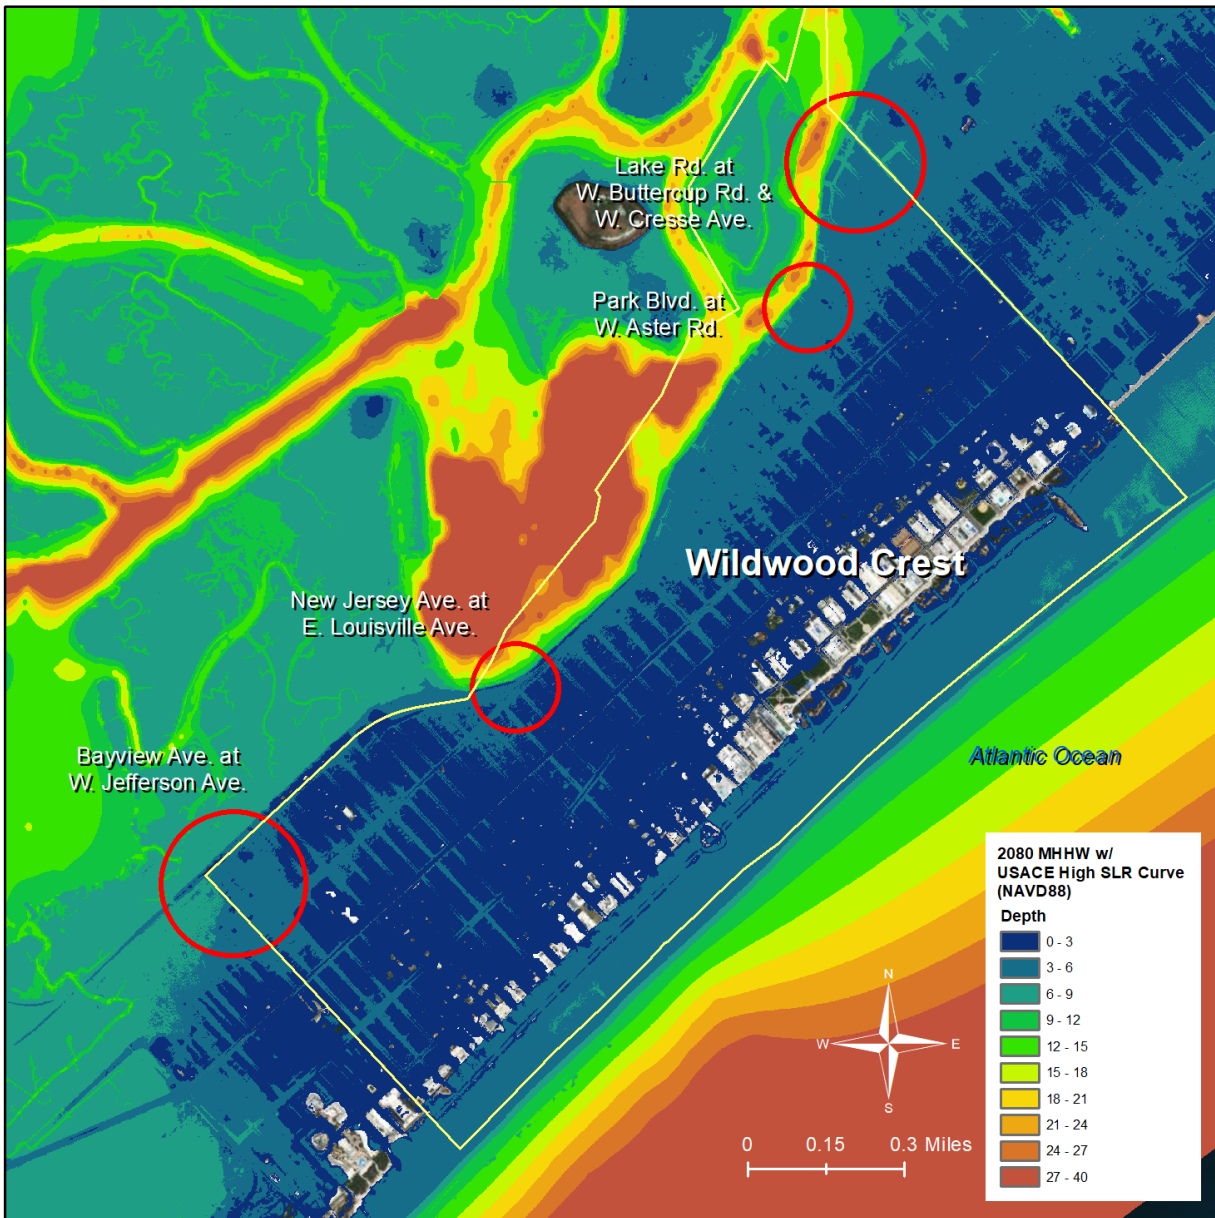 Lake Rd. at
W. Buttercup Rd. &
W. Cresse Ave.
Park Blvd. at
W. Aster Rd.
Wildwood Crest
New Jersey Ave. at
E. Louisville Ave.
Bayview Ave. at
W. Jefferson Ave.
Atlantic Ocean
2080 MHHW w/
USACE High SLR Curve
(NAVD88)
Depth
0 - 3
3 - 6
6 - 9
9 - 12
12 - 15
15 - 18
18 - 21
21 - 24
24 - 27
27 - 40
N
W
E
S
0 0.15 0.3 Miles